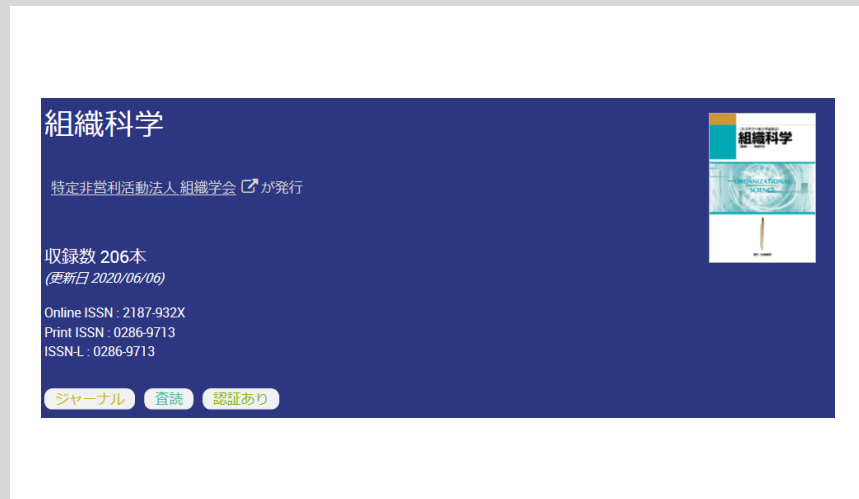 組織科学
特定非営利活動法人 組織学会 が発行
収録数 206本
(更新日 2020/06/06)
Online ISSN : 2187-932X
Print ISSN : 0286-9713
ISSN-L : 0286-9713
ジャーナル 査読 認証あり
組織科学
ORGANIZATIONAL
SCIENCE